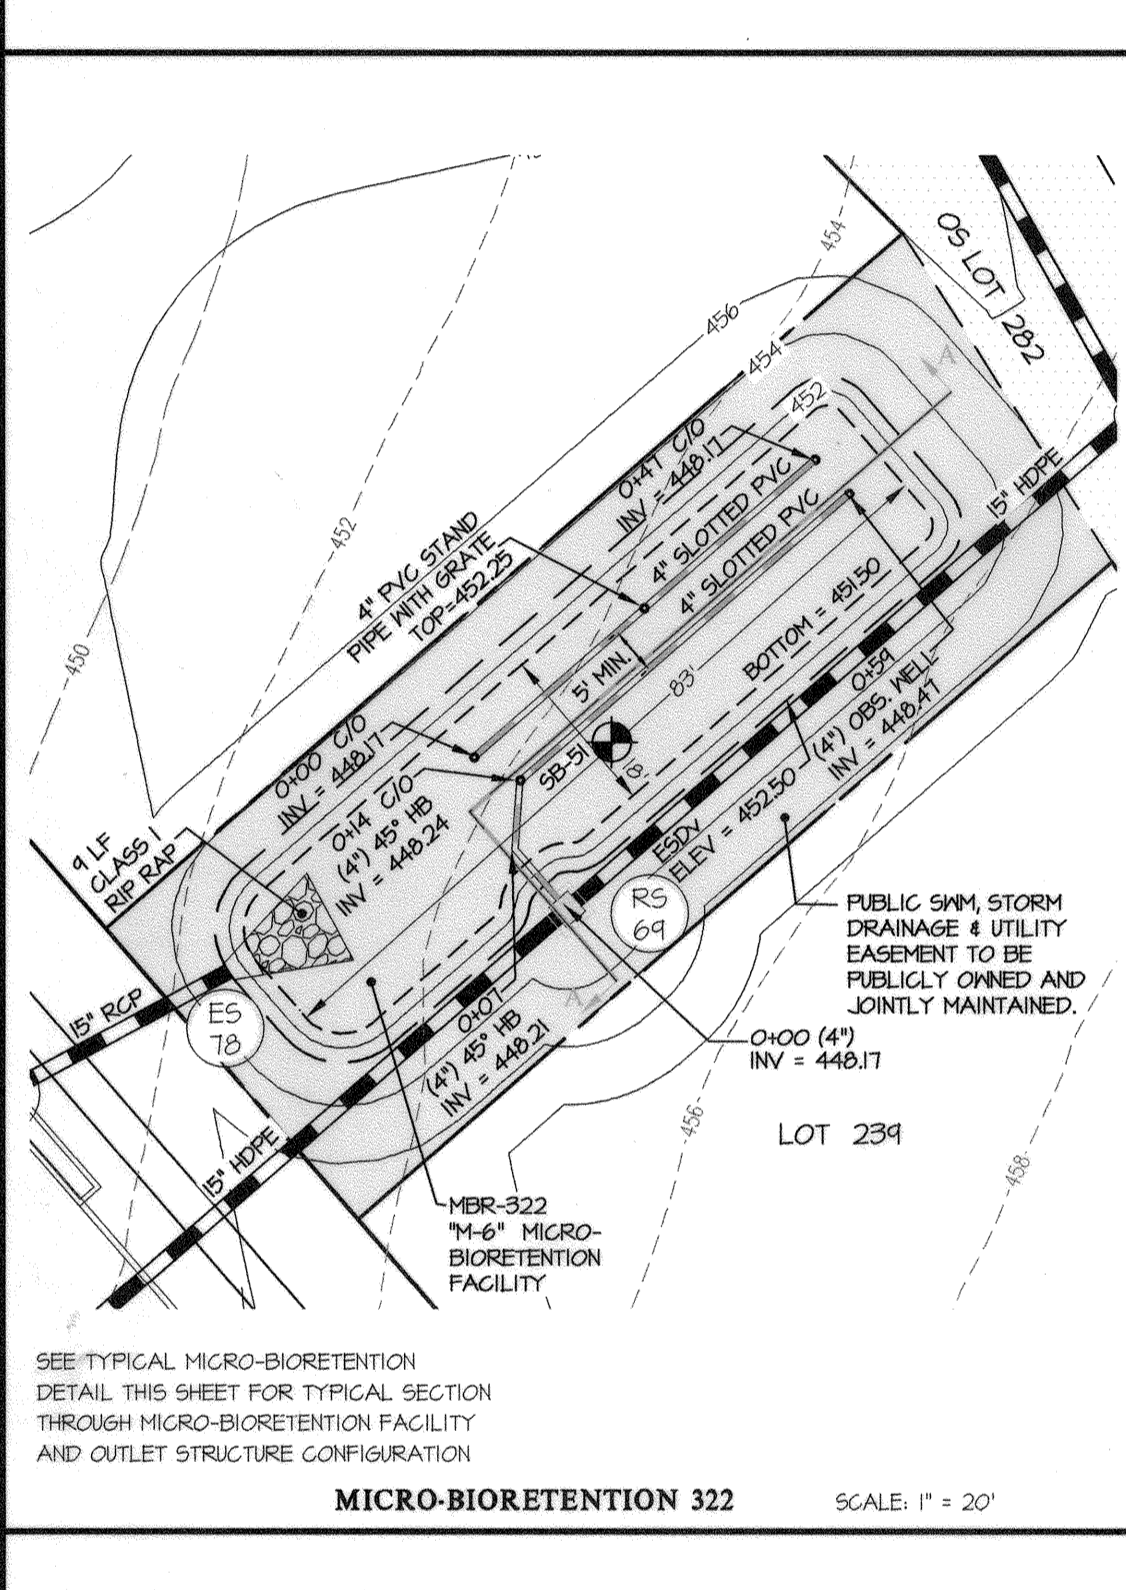 454
OS LOT 282
456
454
452
A
0+47 C/O
INV = 448.17
4" SLOTTED PVC
4" SLOTTED PVC
15" HDPE
452
4" PVC STAND
PIPE WITH GRATE
TOP=452.25
450
5' MIN.
83'
BOTTOM = 451.50
0+59
(4") OBS. WELL
INV = 448.47
SB-51
0+00 C/O
INV = 448.17
0+14 C/O
(4") 45° HB
INV = 448.24
9 LF
CLASS I
RIP RAP
ESDv
ELEV = 452.50
RS
69
PUBLIC SWM, STORM
DRAINAGE & UTILITY
EASEMENT TO BE
PUBLICLY OWNED AND
JOINTLY MAINTAINED.
15" RCP
ES
78
A
0+07
(4") 45° HB
INV = 448.21
0+00 (4")
INV = 448.17
456
LOT 239
458
15" HDPE
MBR-322
"M-6" MICRO-
BIORETENTION
FACILITY
SEE TYPICAL MICRO-BIORETENTION
DETAIL THIS SHEET FOR TYPICAL SECTION
THROUGH MICRO-BIORETENTION FACILITY
AND OUTLET STRUCTURE CONFIGURATION
MICRO-BIORETENTION 322
SCALE: 1" = 20'